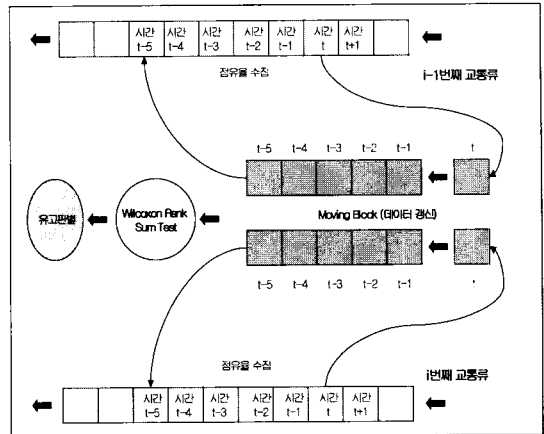 시간 시간 시간 시간 시간 시간 시간
t-5 t-4 t-3 t-2 t-1 t t+1
점유율 수집
i-1번째 교통류
t-5 t-4 t-3 t-2 t-1 t
유고판별
Wilcoxon Rank
Sum Test
Moving Block (데이터 갱신)
t-5 t-4 t-3 t-2 t-1 t
점유율 수집
i번째 교통류
시간 시간 시간 시간 시간 시간 시간
t-5 t-4 t-3 t-2 t-1 t t+1